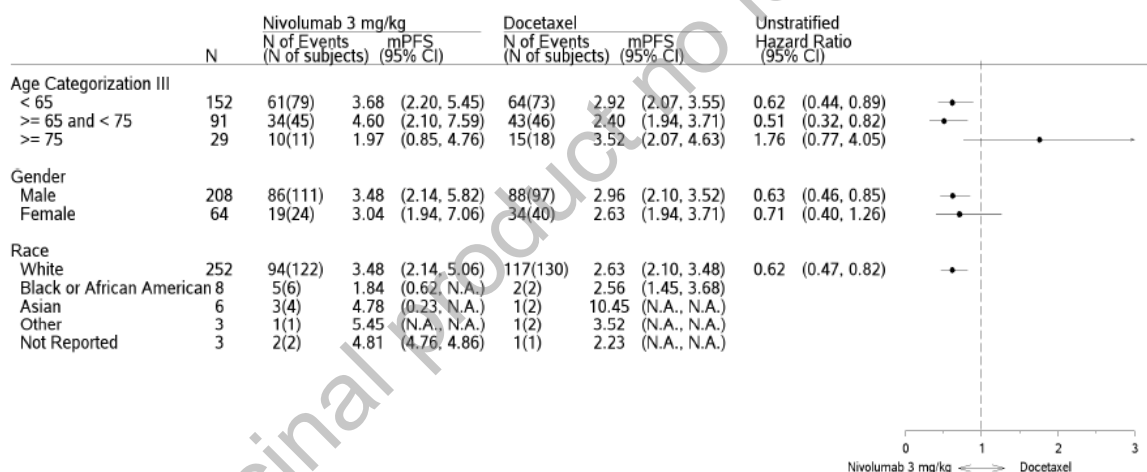 Nivolumab 3 mg/kg Docetaxel Unstratified
N of Events mPFS N of Events mPFS Hazard Ratio
N (N of subjects) (95% CI) (N of subjects) (95% CI) (95% CI)
Age Categorization III
< 65 152 61(79) 3.68 (2.20, 5.45) 64(73) 2.92 (2.07, 3.55) 0.62 (0.44, 0.89)
>= 65 and < 75 91 34(45) 4.60 (2.10, 7.59) 43(46) 2.40 (1.94, 3.71) 0.51 (0.32, 0.82)
>= 75 29 10(11) 1.97 (0.85, 4.76) 15(18) 3.52 (2.07, 4.63) 1.76 (0.77, 4.05)
Gender
Male 208 86(111) 3.48 (2.14, 5.82) 88(97) 2.96 (2.10, 3.52) 0.63 (0.46, 0.85)
Female 64 19(24) 3.04 (1.94, 7.06) 34(40) 2.63 (1.94, 3.71) 0.71 (0.40, 1.26)
Race
White 252 94(122) 3.48 (2.14, 5.06) 117(130) 2.63 (2.10, 3.48) 0.62 (0.47, 0.82)
Black or African American 8 5(6) 1.84 (0.62, N.A.) 2(2) 2.56 (1.45, 3.68)
Asian 6 3(4) 4.78 (0.23, N.A.) 1(2) 10.45 (N.A., N.A.)
Other 3 1(1) 5.45 (N.A., N.A.) 1(2) 3.52 (N.A., N.A.)
Not Reported 3 2(2) 4.81 (4.76, 4.86) 1(1) 2.23 (N.A., N.A.)
0 1 2 3
Nivolumab 3 mg/kg Docetaxel
cinal product no